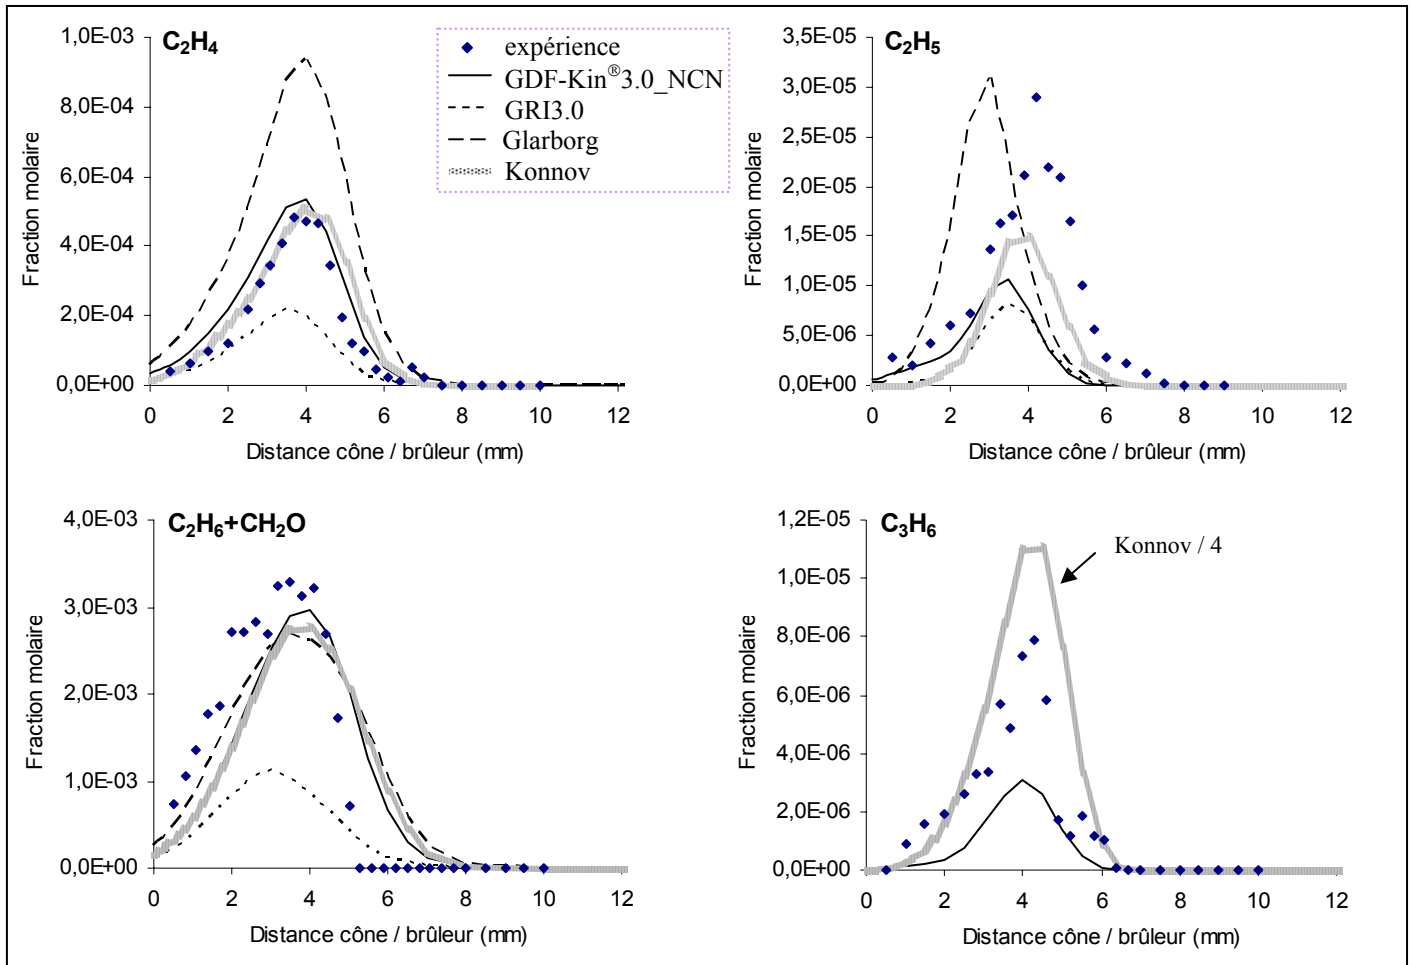 C2H4
1,0E-03
8,0E-04
6,0E-04
4,0E-04
2,0E-04
0,0E+00
Fraction molaire
0 2 4 6 8 10 12
Distance cône / brûleur (mm)
expérience
GDF-Kin®3.0_NCN
GRI3.0
Glarborg
Konnov
C2H5
3,5E-05
3,0E-05
2,5E-05
2,0E-05
1,5E-05
1,0E-05
5,0E-06
0,0E+00
Fraction molaire
0 2 4 6 8 10 12
Distance cône / brûleur (mm)
C2H6+CH2O
4,0E-03
3,0E-03
2,0E-03
1,0E-03
0,0E+00
Fraction molaire
0 2 4 6 8 10 12
Distance cône / brûleur (mm)
C3H6
Konnov / 4
1,2E-05
1,0E-05
8,0E-06
6,0E-06
4,0E-06
2,0E-06
0,0E+00
Fraction molaire
0 2 4 6 8 10 12
Distance cône / brûleur (mm)